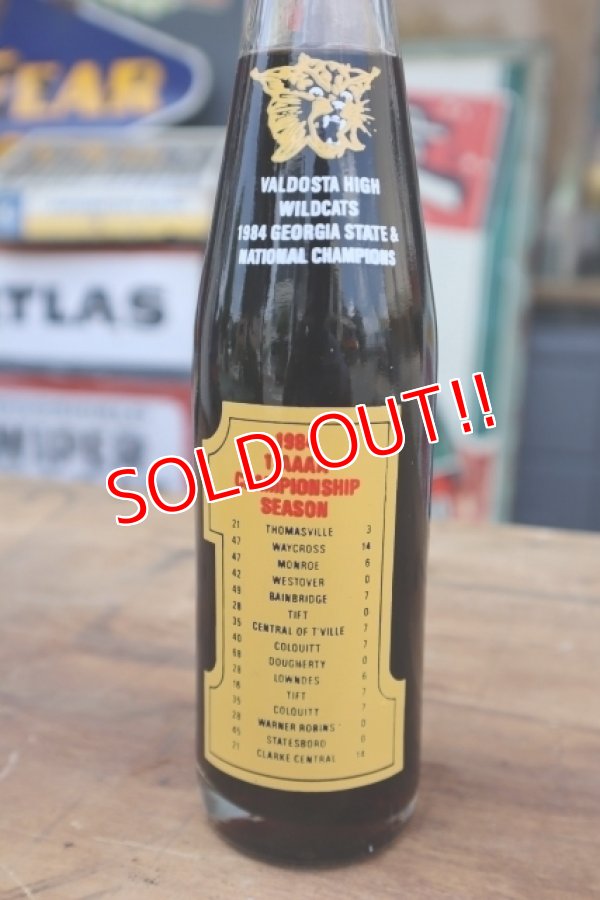 EAR
TLAS
WIPER
VALDOSTA HIGH
WILDCATS
1984 GEORGIA STATE &
NATIONAL CHAMPIONS
SOLD OUT!!
CHAMPIONSHIP
SEASON
21 THOMASVILLE 3
47 WAYCROSS 14
47 MONROE 6
42 WESTOVER 0
49 BAINBRIDGE 7
28 TIFT 0
35 CENTRAL OF T'VILLE 7
40 COLQUITT 7
68 DOUGHERTY 0
28 LOWNDES 6
16 TIFT 7
35 COLQUITT 7
28 WARNER ROBINS 0
45 STATESBORO 0
21 CLARKE CENTRAL 14